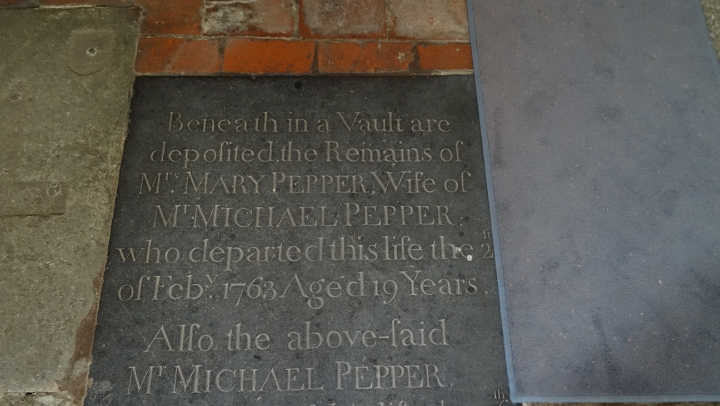 Beneath in a Vault are
depoſited, the Remains of
Mrs. MARY PEPPER, Wife of
Mr. MICHAEL PEPPER,
who departed this life the
of Feby. 1763. Aged 19 Years.
Alſo the above-ſaid
Mr. MICHAEL PEPPER,